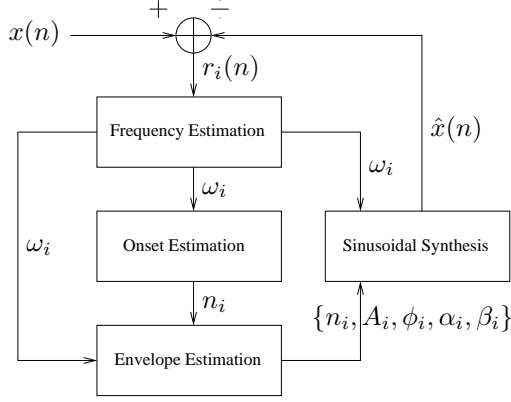 + ÷
x(n)
r_i(n)
Frequency Estimation
x̂(n)
ω_i
ω_i
ω_i
Onset Estimation
Sinusoidal Synthesis
n_i
{n_i, A_i, ϕ_i, α_i, β_i}
Envelope Estimation